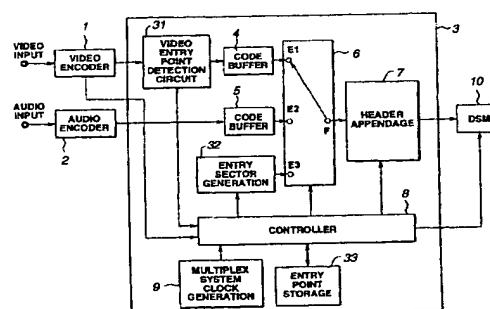 VIDEO INPUT
1
VIDEO ENCODER
31
VIDEO ENTRY POINT DETECTION CIRCUIT
4
CODE BUFFER
E1
6
3
AUDIO INPUT
AUDIO ENCODER
2
5
CODE BUFFER
E2
F
7
HEADER APPENDAGE
10
DSM
32
ENTRY SECTOR GENERATION
E3
8
CONTROLLER
9
MULTIPLEX SYSTEM CLOCK GENERATION
ENTRY POINT STORAGE
33